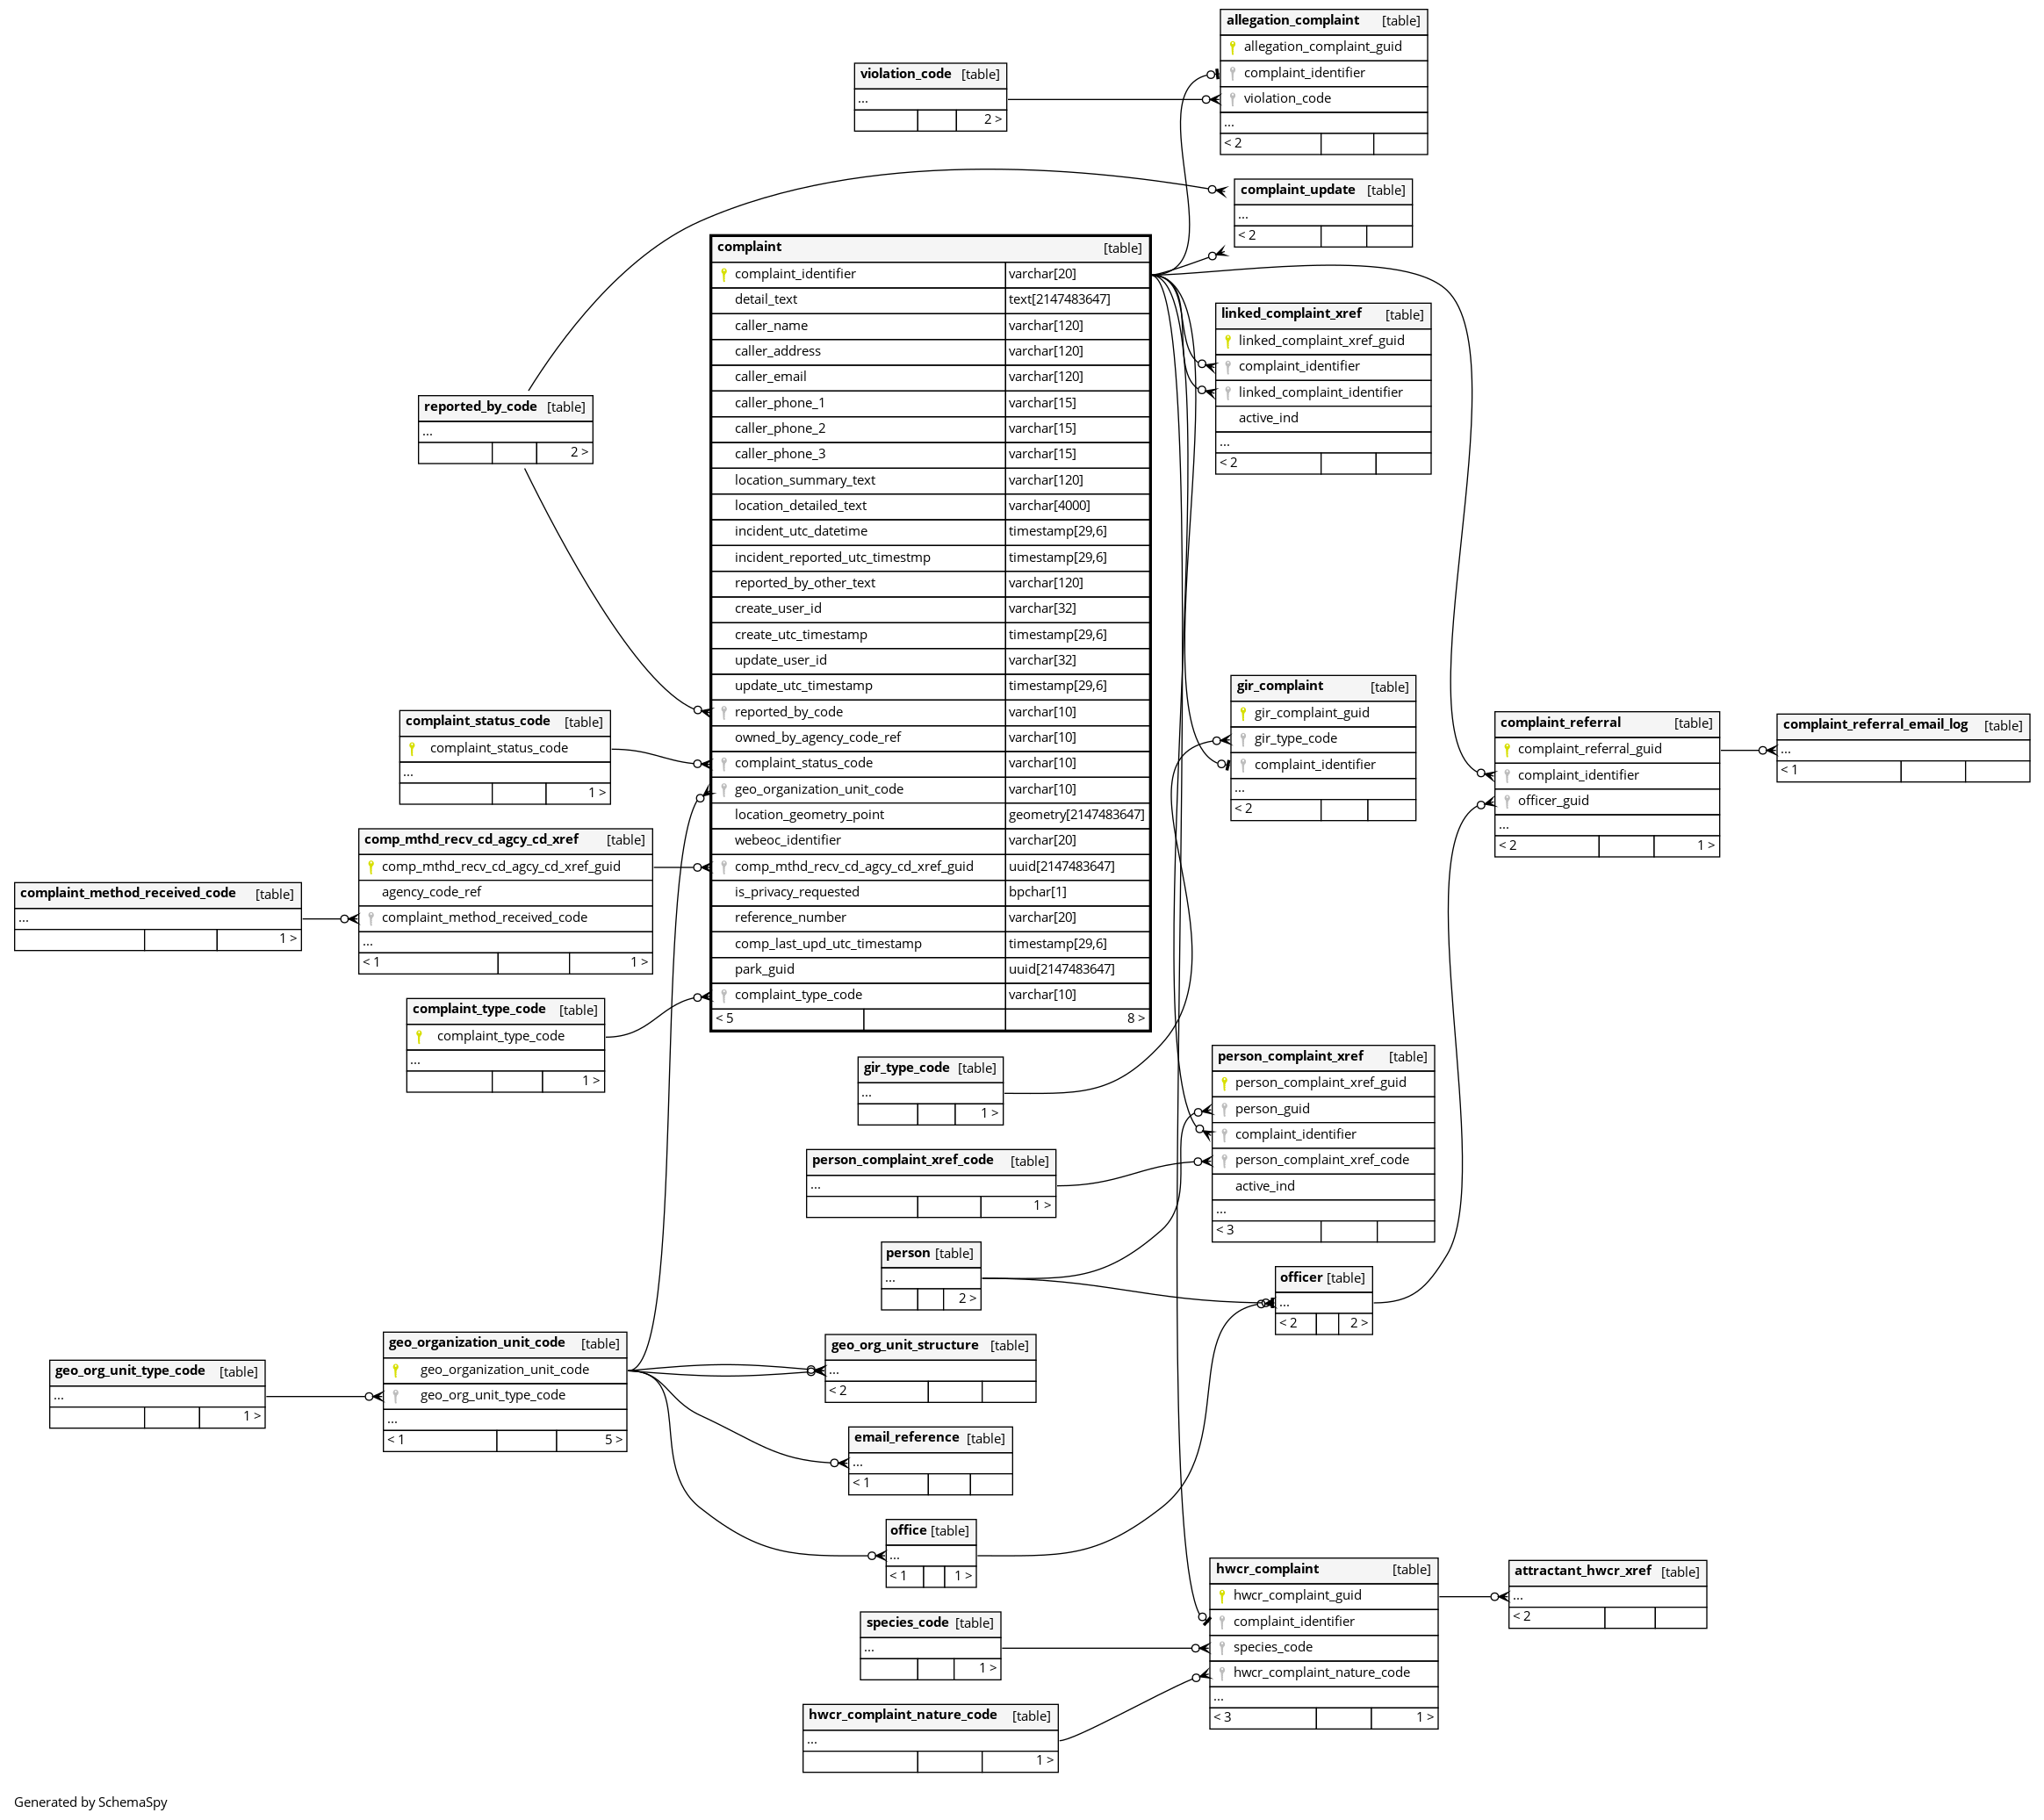 allegation_complaint [table]
allegation_complaint_guid
complaint_identifier
violation_code
...
< 2
violation_code [table]
...
2 >
complaint_update [table]
...
< 2
complaint [table]
complaint_identifier varchar[20]
detail_text text[2147483647]
caller_name varchar[120]
caller_address varchar[120]
caller_email varchar[120]
caller_phone_1 varchar[15]
caller_phone_2 varchar[15]
caller_phone_3 varchar[15]
location_summary_text varchar[120]
location_detailed_text varchar[4000]
incident_utc_datetime timestamp[29,6]
incident_reported_utc_timestmp timestamp[29,6]
reported_by_other_text varchar[120]
create_user_id varchar[32]
create_utc_timestamp timestamp[29,6]
update_user_id varchar[32]
update_utc_timestamp timestamp[29,6]
reported_by_code varchar[10]
owned_by_agency_code_ref varchar[10]
complaint_status_code varchar[10]
geo_organization_unit_code varchar[10]
location_geometry_point geometry[2147483647]
webeoc_identifier varchar[20]
comp_mthd_recv_cd_agcy_cd_xref_guid uuid[2147483647]
is_privacy_requested bpchar[1]
reference_number varchar[20]
comp_last_upd_utc_timestamp timestamp[29,6]
park_guid uuid[2147483647]
complaint_type_code varchar[10]
< 5 8 >
linked_complaint_xref [table]
linked_complaint_xref_guid
complaint_identifier
linked_complaint_identifier
active_ind
...
< 2
reported_by_code [table]
...
2 >
complaint_status_code [table]
complaint_status_code
...
1 >
gir_complaint [table]
gir_complaint_guid
gir_type_code
complaint_identifier
...
< 2
complaint_referral [table]
complaint_referral_guid
complaint_identifier
officer_guid
...
< 2 1 >
complaint_referral_email_log [table]
...
< 1
comp_mthd_recv_cd_agcy_cd_xref [table]
comp_mthd_recv_cd_agcy_cd_xref_guid
agency_code_ref
complaint_method_received_code
...
< 1 1 >
complaint_method_received_code [table]
...
1 >
complaint_type_code [table]
complaint_type_code
...
1 >
gir_type_code [table]
...
1 >
person_complaint_xref [table]
person_complaint_xref_guid
person_guid
complaint_identifier
person_complaint_xref_code
active_ind
...
< 3
person_complaint_xref_code [table]
...
1 >
person [table]
...
2 >
officer [table]
...
< 2 2 >
geo_organization_unit_code [table]
geo_organization_unit_code
geo_org_unit_type_code
...
< 1 5 >
geo_org_unit_type_code [table]
...
1 >
geo_org_unit_structure [table]
...
< 2
email_reference [table]
...
< 1
office [table]
...
< 1 1 >
hwcr_complaint [table]
hwcr_complaint_guid
complaint_identifier
species_code
hwcr_complaint_nature_code
...
< 3 1 >
attractant_hwcr_xref [table]
...
< 2
species_code [table]
...
1 >
hwcr_complaint_nature_code [table]
...
1 >
Generated by SchemaSpy